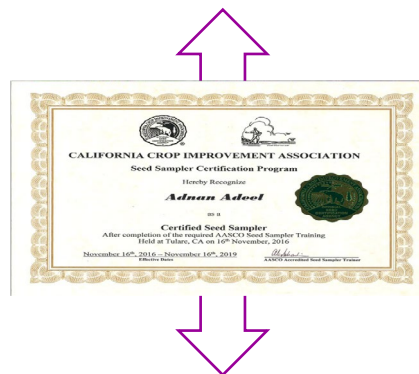 CALIFORNIA CROP IMPROVEMENT ASSOCIATION
Seed Sampler Certification Program
Hereby Recognize
Adnan Adeel
as a
Certified Seed Sampler
After completion of the required AASCO Seed Sampler Training
Held at Tulare, CA on 16th November, 2016
November 16th, 2016 – November 16th, 2019
Effective Dates
AASCO Accredited Seed Sampler Trainer